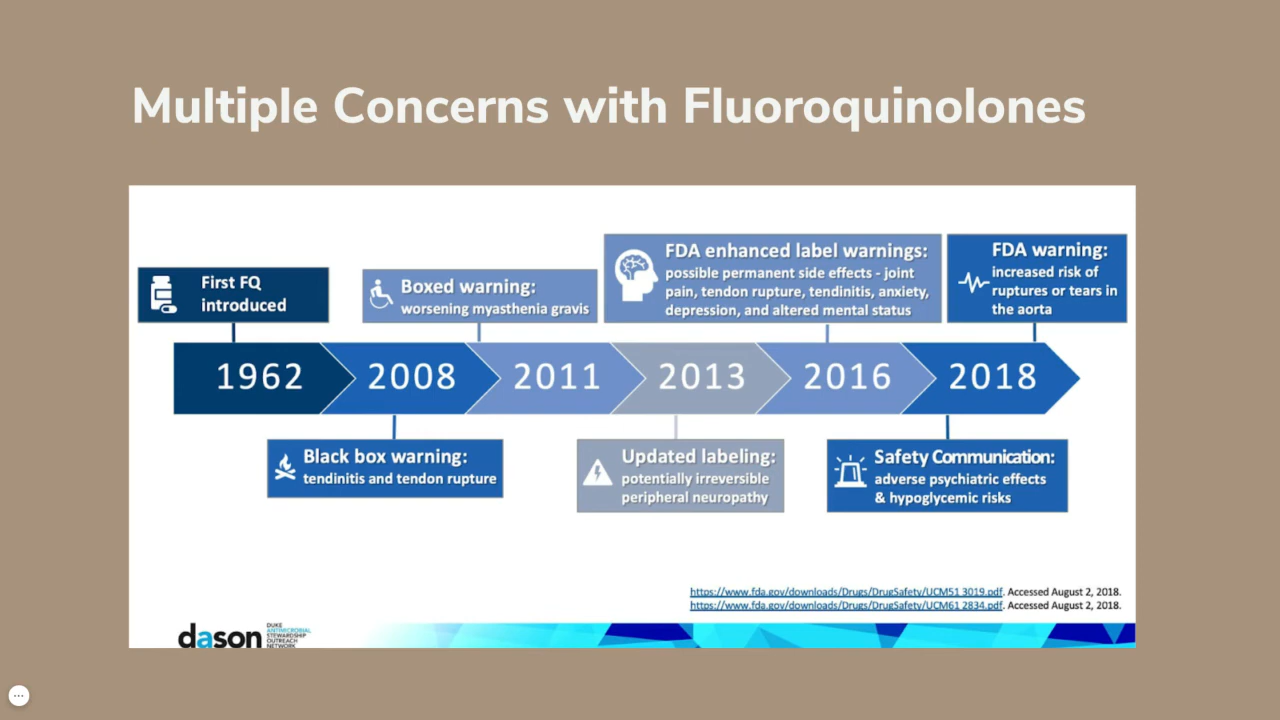 Multiple Concerns with Fluoroquinolones
First FQ
introduced
Boxed warning:
worsening myasthenia gravis
FDA enhanced label warnings:
possible permanent side effects - joint
pain, tendon rupture, tendinitis, anxiety,
depression, and altered mental status
FDA warning:
increased risk of
ruptures or tears in
the aorta
1962 2008 2011 2013 2016 2018
Black box warning:
tendinitis and tendon rupture
Updated labeling:
potentially irreversible
peripheral neuropathy
Safety Communication:
adverse psychiatric effects
& hypoglycemic risks
https://www.fda.gov/downloads/Drugs/DrugSafety/UCM51 3019.pdf. Accessed August 2, 2018.
https://www.fda.gov/downloads/Drugs/DrugSafety/UCM61 2834.pdf. Accessed August 2, 2018.
dason
DUKE
ANTIMICROBIAL
STEWARDSHIP
OUTREACH
NETWORK